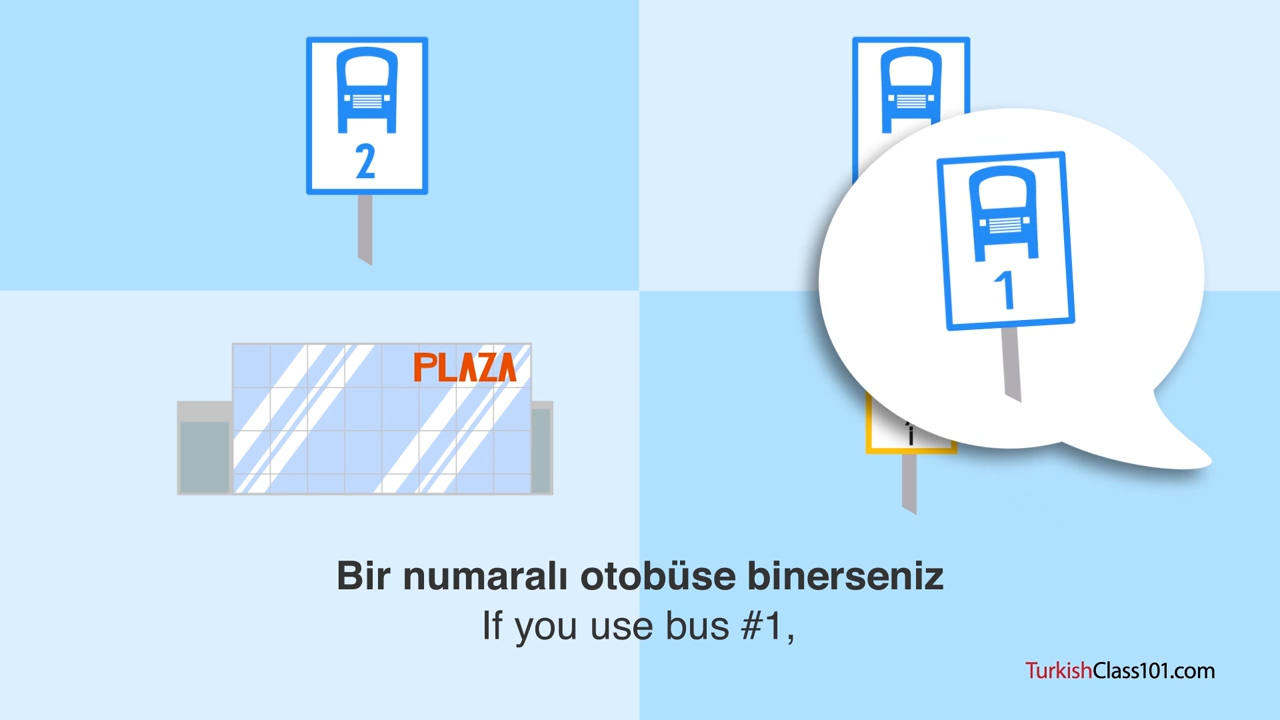 2
1
PLAZA
Bir numaralı otobüse binerseniz
If you use bus #1,
TurkishClass101.com